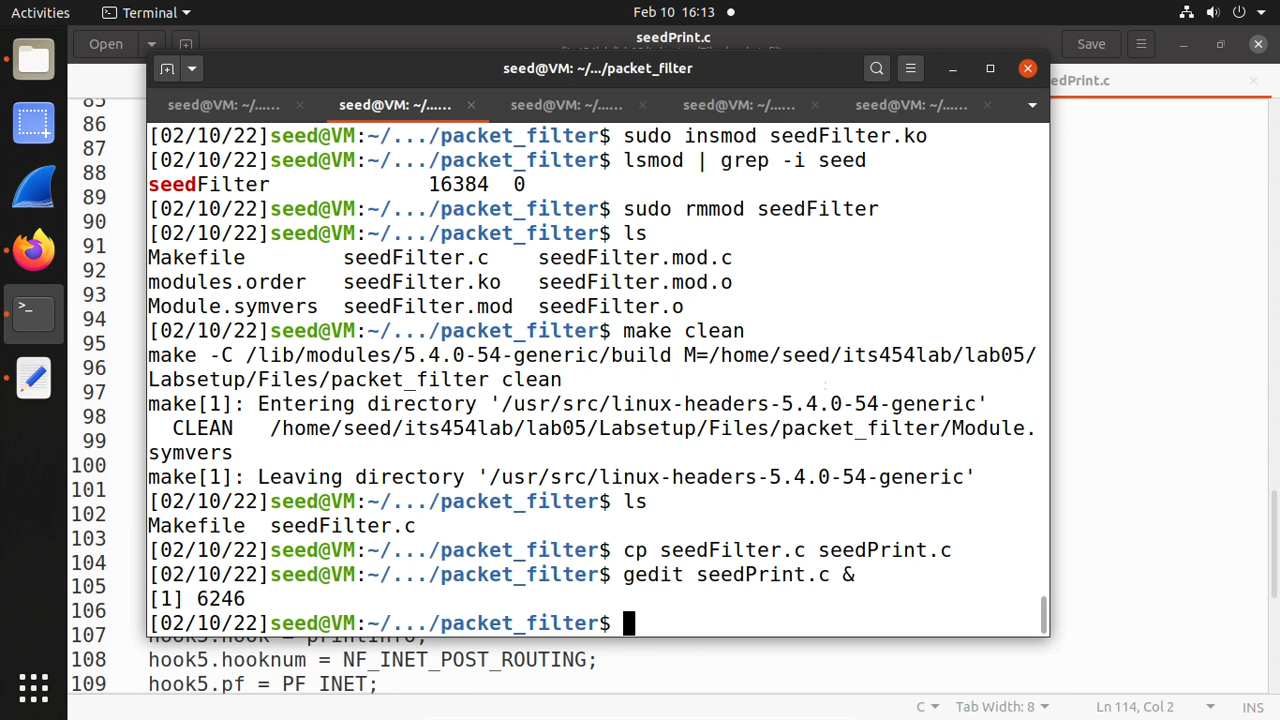 Activities
Terminal
Feb 10 16:13
Open
seedPrint.c
Save
seed@VM: ~/.../packet_filter
edPrint.c
seed@VM: ~/......
seed@VM: ~/......
seed@VM: ~/......
seed@VM: ~/......
seed@VM: ~/......
85
86
87
88
89
90
91
92
93
94
95
96
97
98
99
100
101
102
103
104
105
106
107
108
109
[02/10/22]seed@VM:~/.../packet_filter$ sudo insmod seedFilter.ko
[02/10/22]seed@VM:~/.../packet_filter$ lsmod | grep -i seed
seedFilter 16384 0
[02/10/22]seed@VM:~/.../packet_filter$ sudo rmmod seedFilter
[02/10/22]seed@VM:~/.../packet_filter$ ls
Makefile seedFilter.c seedFilter.mod.c
modules.order seedFilter.ko seedFilter.mod.o
Module.symvers seedFilter.mod seedFilter.o
[02/10/22]seed@VM:~/.../packet_filter$ make clean
make -C /lib/modules/5.4.0-54-generic/build M=/home/seed/its454lab/lab05/
Labsetup/Files/packet_filter clean
make[1]: Entering directory '/usr/src/linux-headers-5.4.0-54-generic'
CLEAN /home/seed/its454lab/lab05/Labsetup/Files/packet_filter/Module.
symvers
make[1]: Leaving directory '/usr/src/linux-headers-5.4.0-54-generic'
[02/10/22]seed@VM:~/.../packet_filter$ ls
Makefile seedFilter.c
[02/10/22]seed@VM:~/.../packet_filter$ cp seedFilter.c seedPrint.c
[02/10/22]seed@VM:~/.../packet_filter$ gedit seedPrint.c &
[1] 6246
[02/10/22]seed@VM:~/.../packet_filter$
hook5.hook = printInfo;
hook5.hooknum = NF_INET_POST_ROUTING;
hook5.pf = PF_INET;
C
Tab Width: 8
Ln 114, Col 2
INS